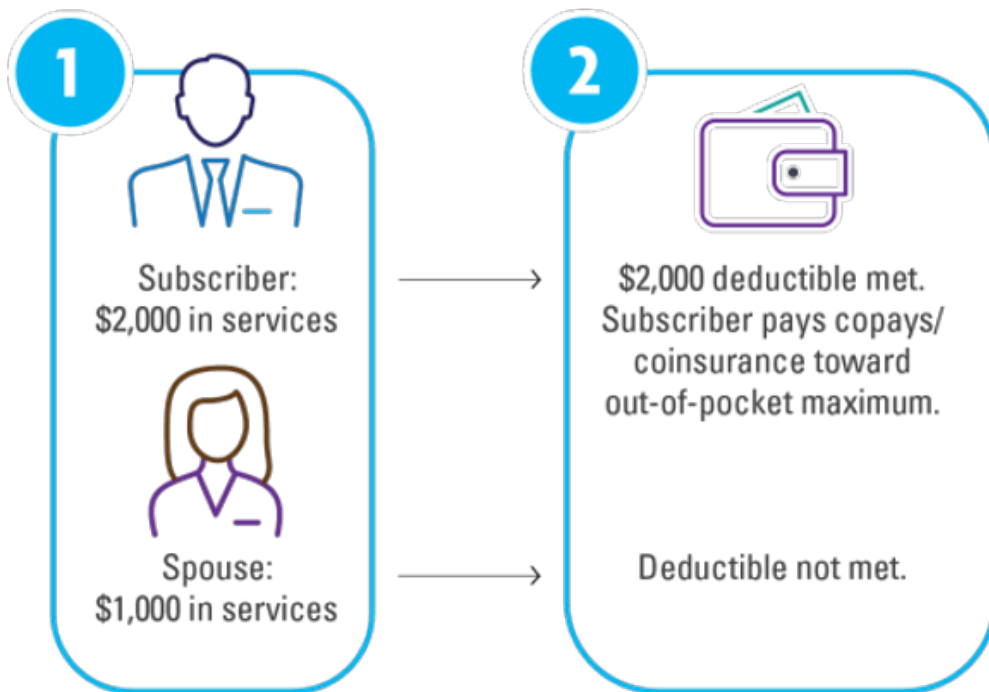 1
2
Subscriber:
$2,000 in services
$2,000 deductible met.
Subscriber pays copays/
coinsurance toward
out-of-pocket maximum.
Spouse:
$1,000 in services
Deductible not met.